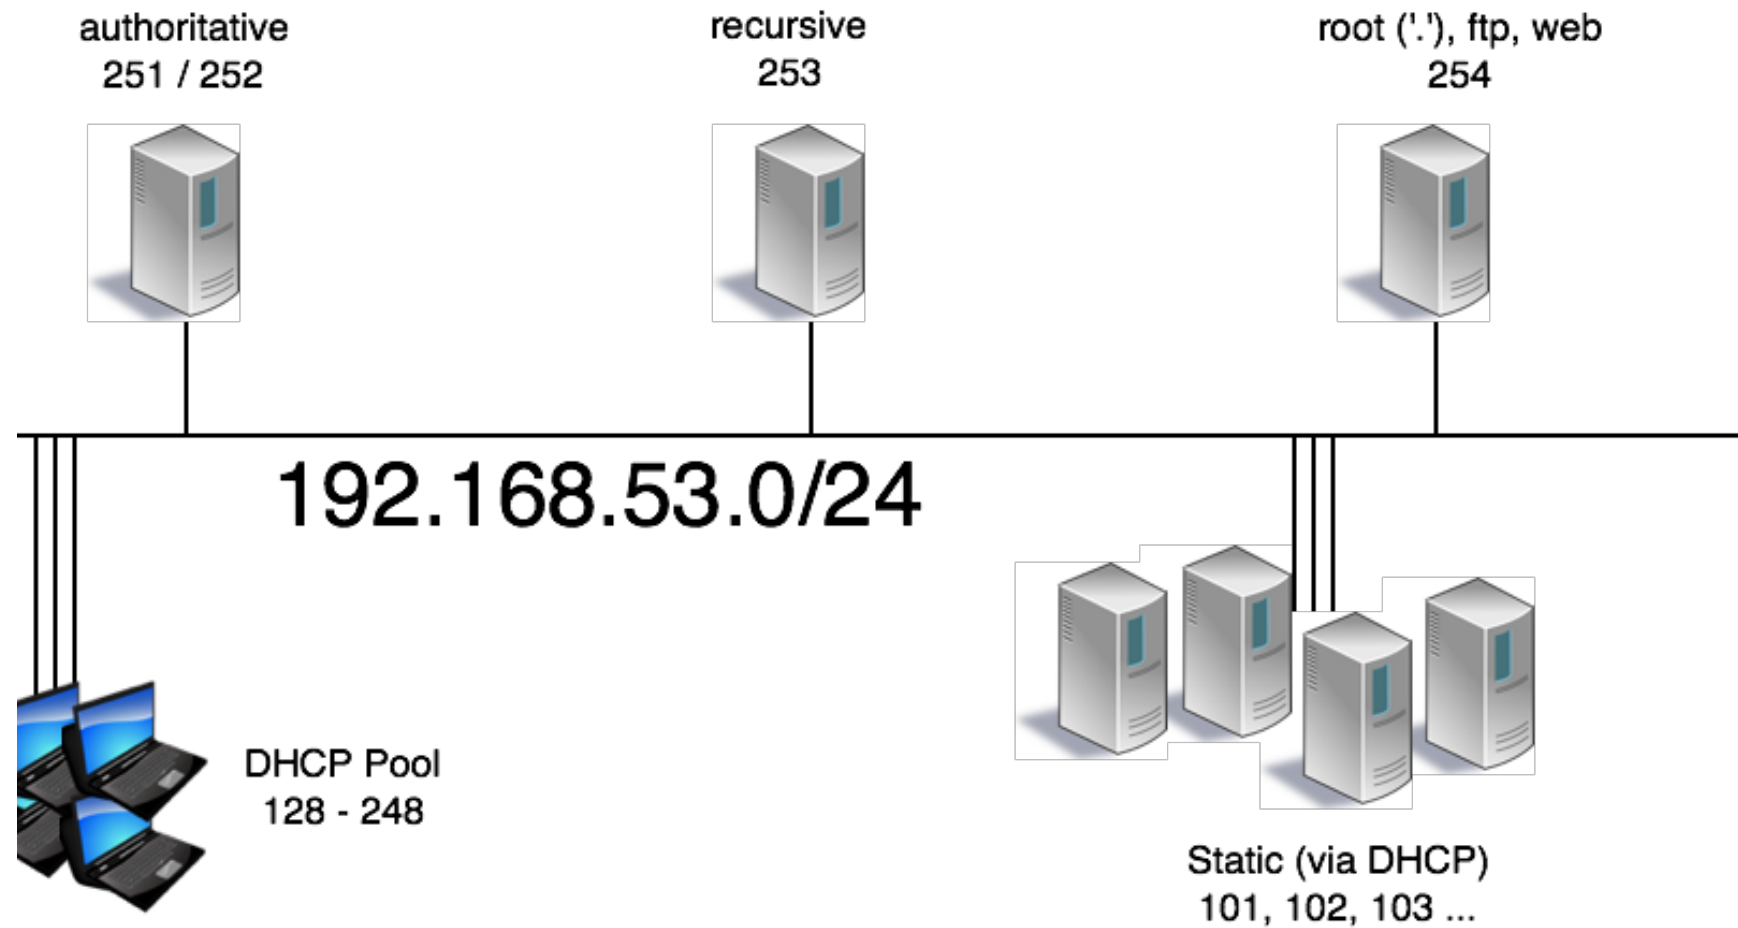 authoritative
251 / 252
recursive
253
root ('.'), ftp, web
254
192.168.53.0/24
DHCP Pool
128 - 248
Static (via DHCP)
101, 102, 103 ...